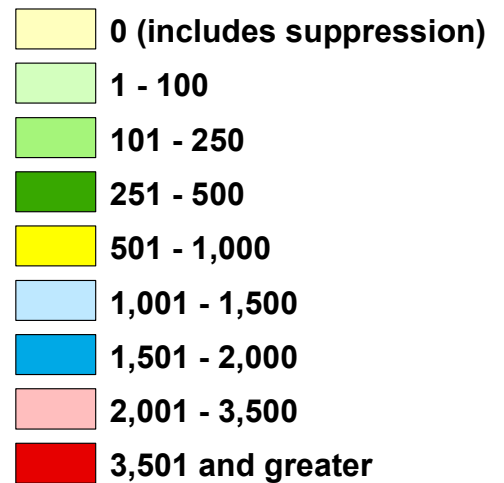 0 (includes suppression)
1 - 100
101 - 250
251 - 500
501 - 1,000
1,001 - 1,500
1,501 - 2,000
2,001 - 3,500
3,501 and greater